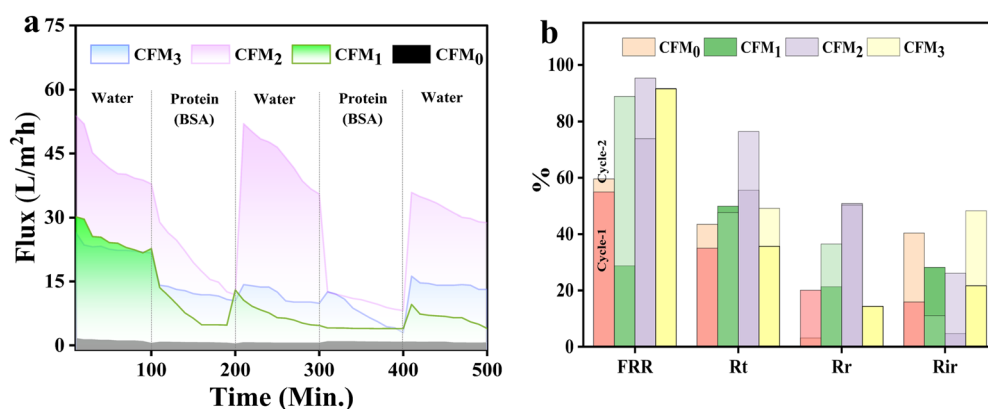 a
75
60
45
30
15
0
Flux (L/m²h)
CFM₃ CFM₂ CFM₁ CFM₀
Water Protein (BSA) Water Protein (BSA) Water
100 200 300 400 500
Time (Min.)
b
CFM₀ CFM₁ CFM₂ CFM₃
100
80
60
40
20
0
%
Cycle-2
Cycle-1
FRR Rt Rr Rir